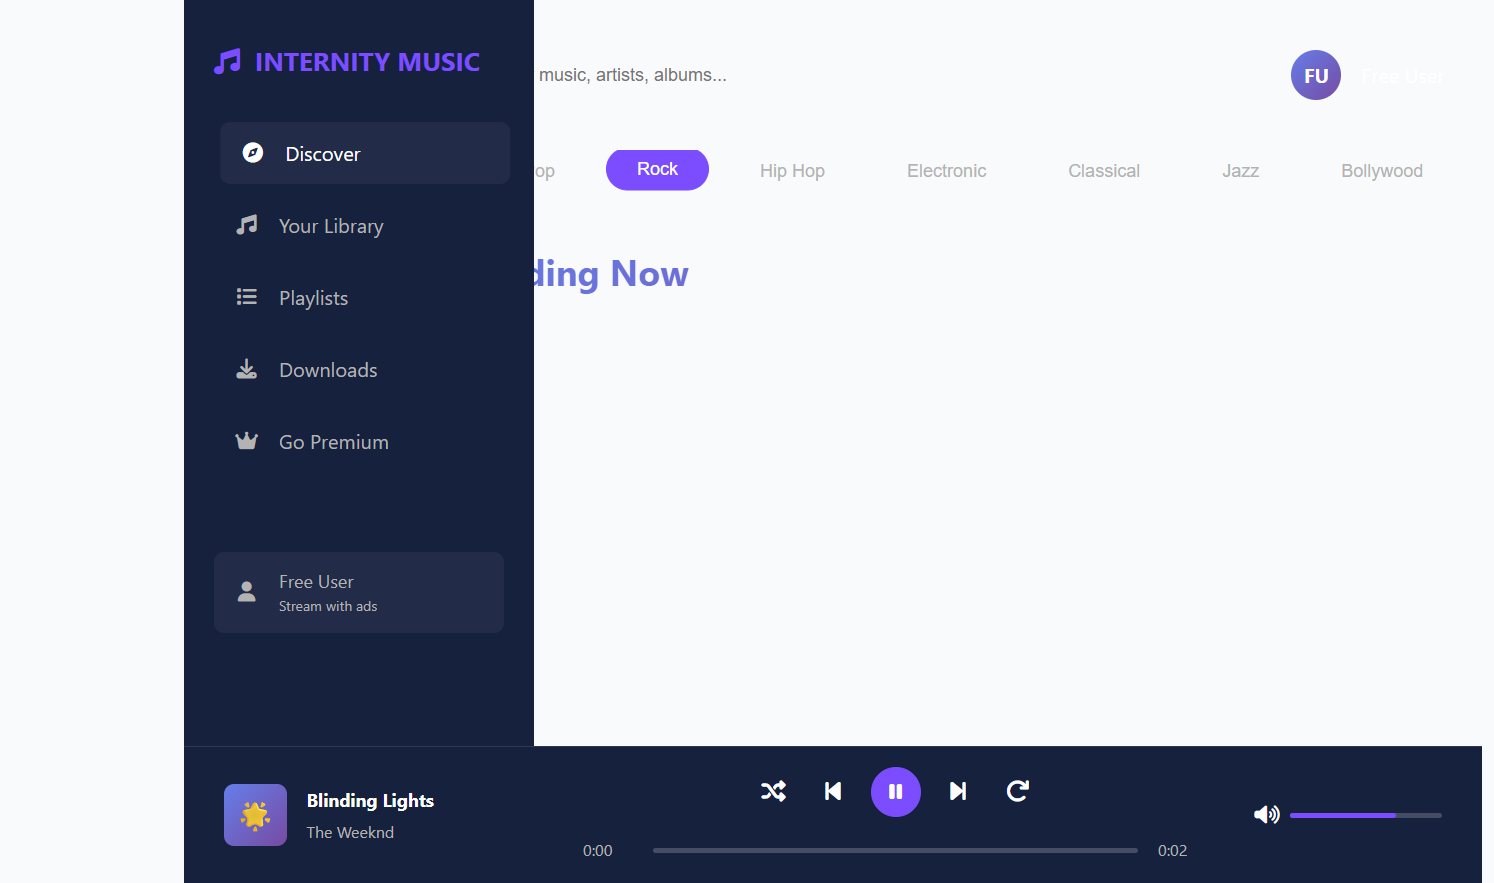 INTERNITY MUSIC
music, artists, albums...
FU
Free User
Discover
op
Rock
Hip Hop
Electronic
Classical
Jazz
Bollywood
Your Library
ding Now
Playlists
Downloads
Go Premium
Free User
Stream with ads
Blinding Lights
The Weeknd
0:00
0:02